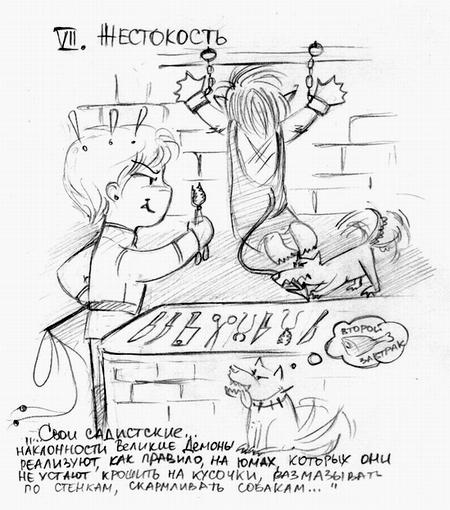 VII. ЖЕСТОКОСТЬ
ВТОРОЙ
ЗАВТРАК
"...СВОИ САДИСТСКИЕ...
НАКЛОННОСТИ ВЕЛИКИЕ ДЕМОНЫ
РЕАЛИЗУЮТ, КАК ПРАВИЛО, НА ЮМАХ, КОТОРЫХ ОНИ
НЕ УСТАЮТ КРОШИТЬ НА КУСОЧКИ, РАЗМАЗЫВАТЬ
ПО СТЕНКАМ, СКАРМЛИВАТЬ СОБАКАМ..."